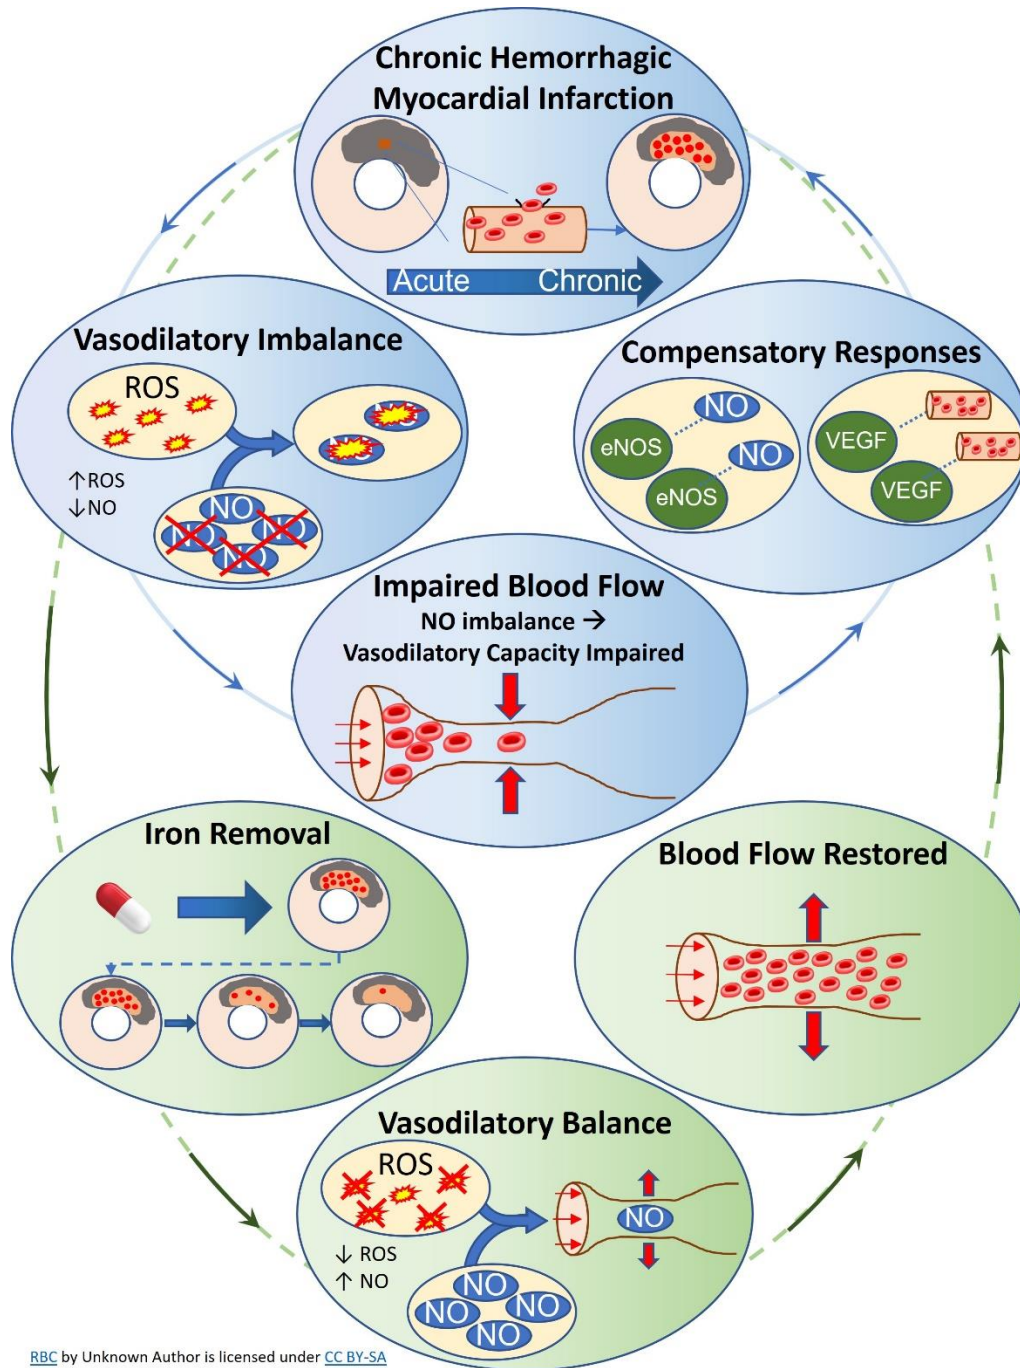 Chronic Hemorrhagic
Myocardial Infarction
Acute Chronic
Vasodilatory Imbalance
ROS
↑ROS
↓NO
NO
NO
NO
NO
Compensatory Responses
eNOS
NO
eNOS
NO
VEGF
VEGF
Impaired Blood Flow
NO imbalance →
Vasodilatory Capacity Impaired
Iron Removal
Blood Flow Restored
Vasodilatory Balance
ROS
↓ ROS
↑ NO
NO
NO
NO
NO
NO
RBC by Unknown Author is licensed under CC BY-SA